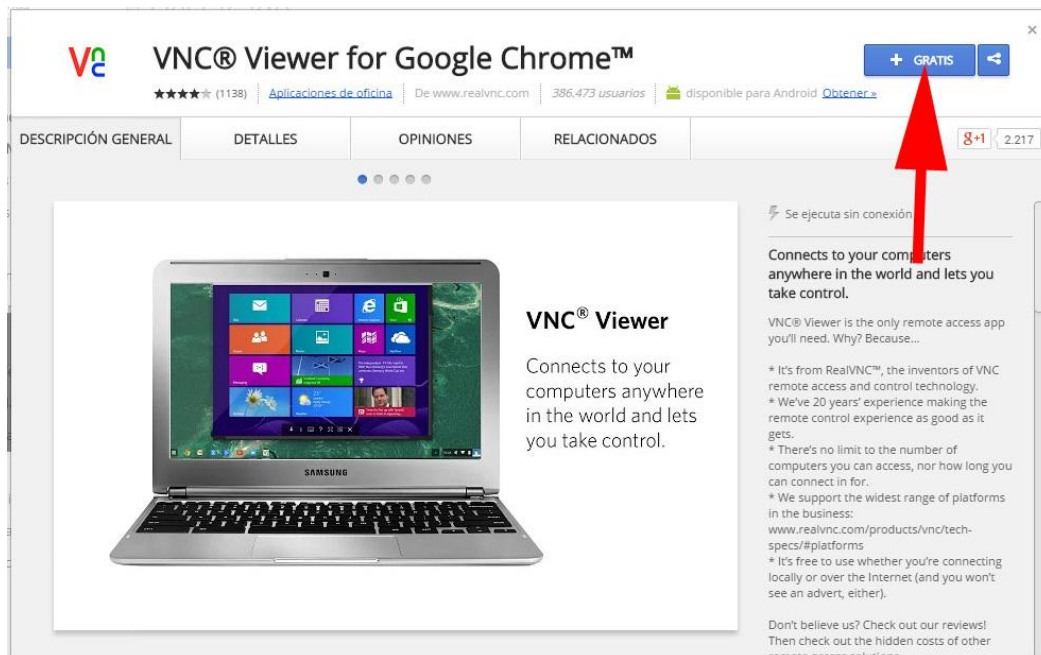 VNC
VNC® Viewer for Google Chrome™
+ GRATIS
★★★★★ (1138) Aplicaciones de oficina De www.realvnc.com 386.473 usuarios disponible para Android Obtener »
DESCRIPCIÓN GENERAL DETALLES OPINIONES RELACIONADOS
g+1 2.217
VNC® Viewer
Connects to your
computers anywhere
in the world and lets
you take control.
SAMSUNG
Se ejecuta sin conexión
Connects to your computers
anywhere in the world and lets you
take control.
VNC® Viewer is the only remote access app
you'll need. Why? Because...
* It's from RealVNC™, the inventors of VNC
remote access and control technology.
* We've 20 years' experience making the
remote control experience as good as it
gets.
* There's no limit to the number of
computers you can access, nor how long you
can connect in for.
* We support the widest range of platforms
in the business:
www.realvnc.com/products/vnc/tech-
specs/#platforms
* It's free to use whether you're connecting
locally or over the Internet (and you won't
see an advert, either).
Don't believe us? Check out our reviews!
Then check out the hidden costs of other